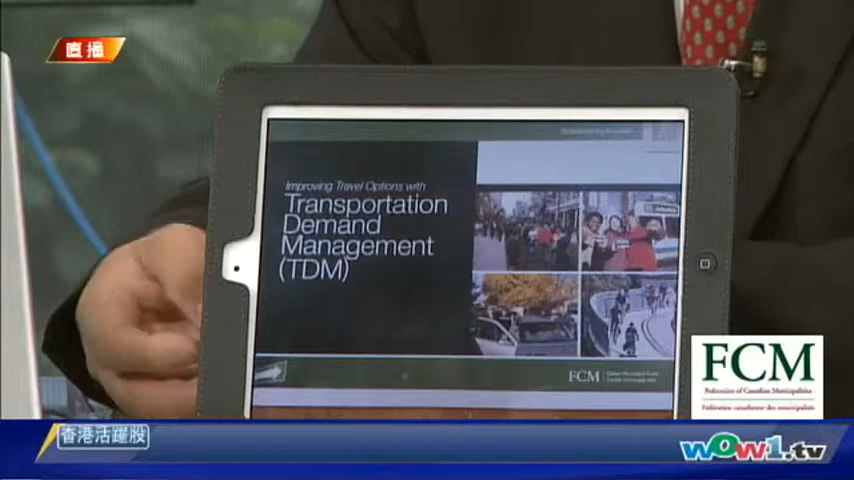 直播
Improving Travel Options with
Transportation
Demand
Management
(TDM)
FCM
FCM
Federation of Canadian Municipalities
Fédération canadienne des municipalités
香港活躍股
wow1.tv